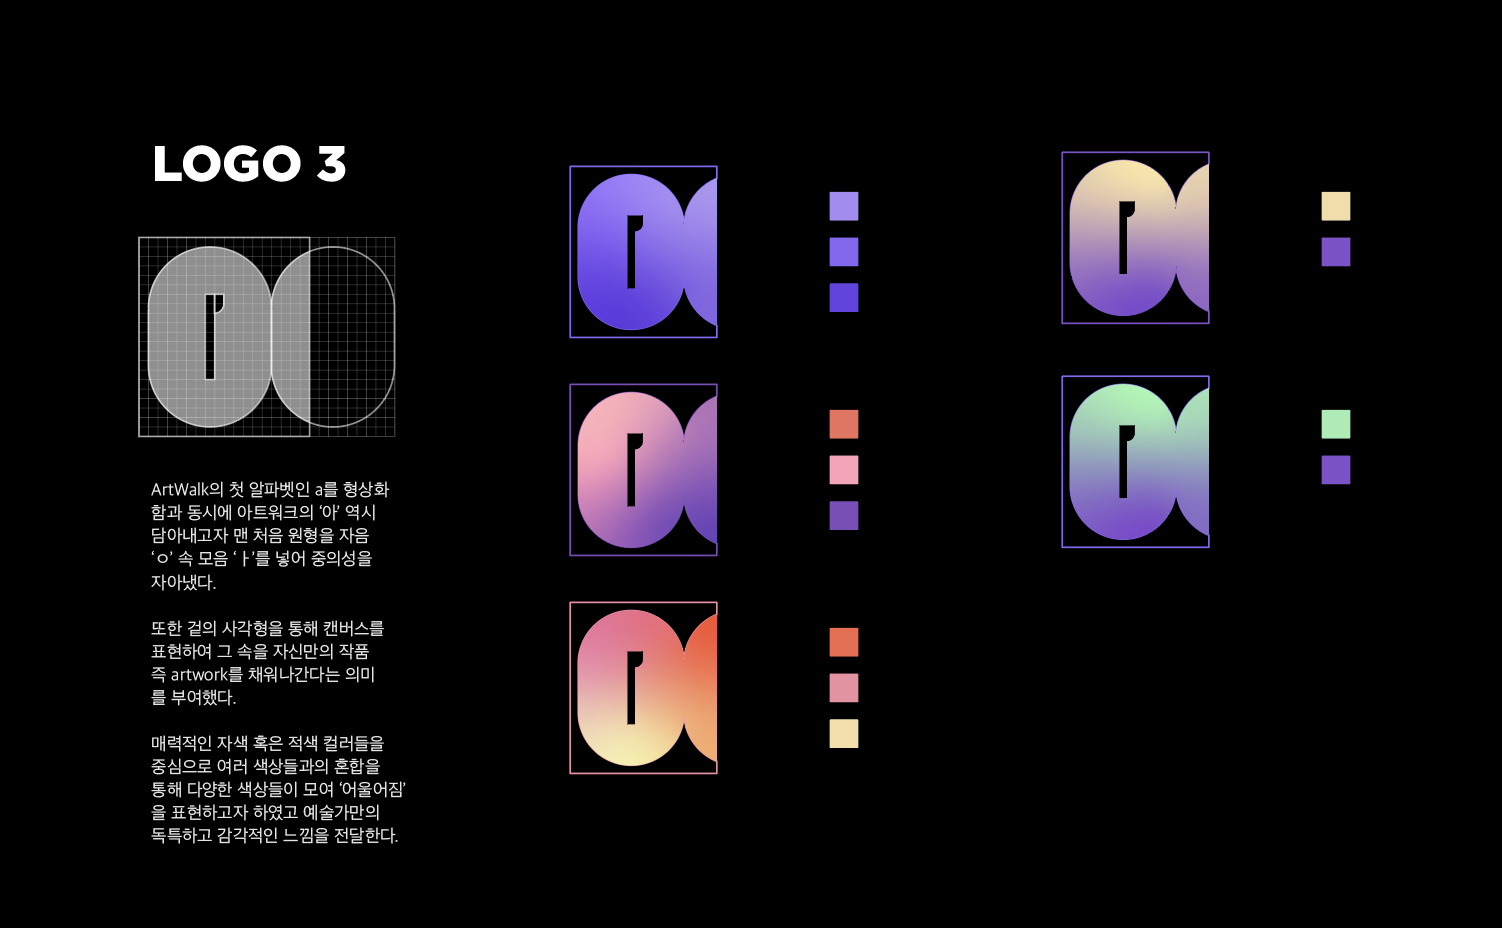 LOGO 3
ArtWalk의 첫 알파벳인 a를 형상화
함과 동시에 아트워크의 ‘아’ 역시
담아내고자 맨 처음 원형을 자음
‘ㅇ’ 속 모음 ‘ㅏ’를 넣어 중의성을
자아냈다.
또한 겉의 사각형을 통해 캔버스를
표현하여 그 속을 자신만의 작품
즉 artwork를 채워나간다는 의미
를 부여했다.
매력적인 자색 혹은 적색 컬러들을
중심으로 여러 색상들과의 혼합을
통해 다양한 색상들이 모여 ‘어울어짐’
을 표현하고자 하였고 예술가만의
독특하고 감각적인 느낌을 전달한다.